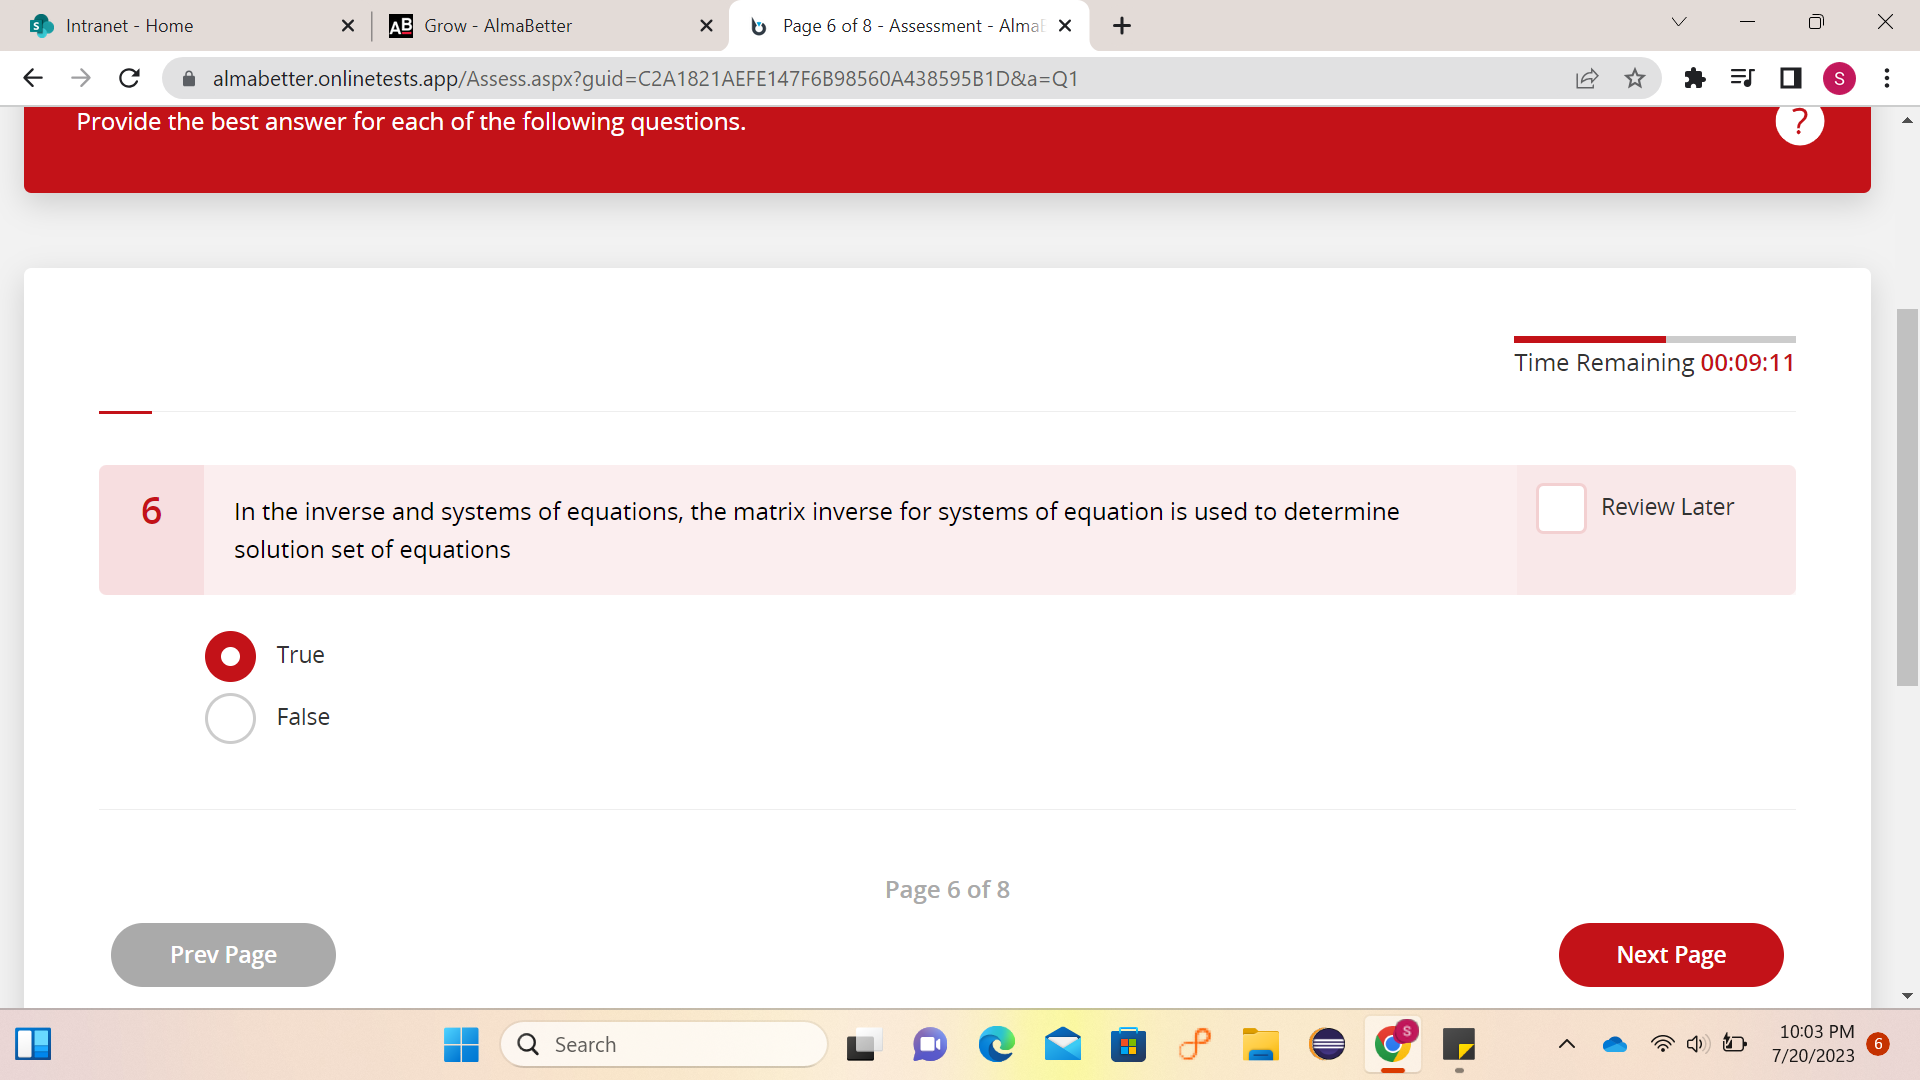 Intranet - Home
AB Grow - AlmaBetter
Page 6 of 8 - Assessment - Alma
almabetter.onlinetests.app/Assess.aspx?guid=C2A1821AEFE147F6B98560A438595B1D&a=Q1
S
Provide the best answer for each of the following questions.
?
Time Remaining 00:09:11
6
In the inverse and systems of equations, the matrix inverse for systems of equation is used to determine
solution set of equations
Review Later
True
False
Page 6 of 8
Prev Page
Next Page
Search
S
10:03 PM
7/20/2023
6